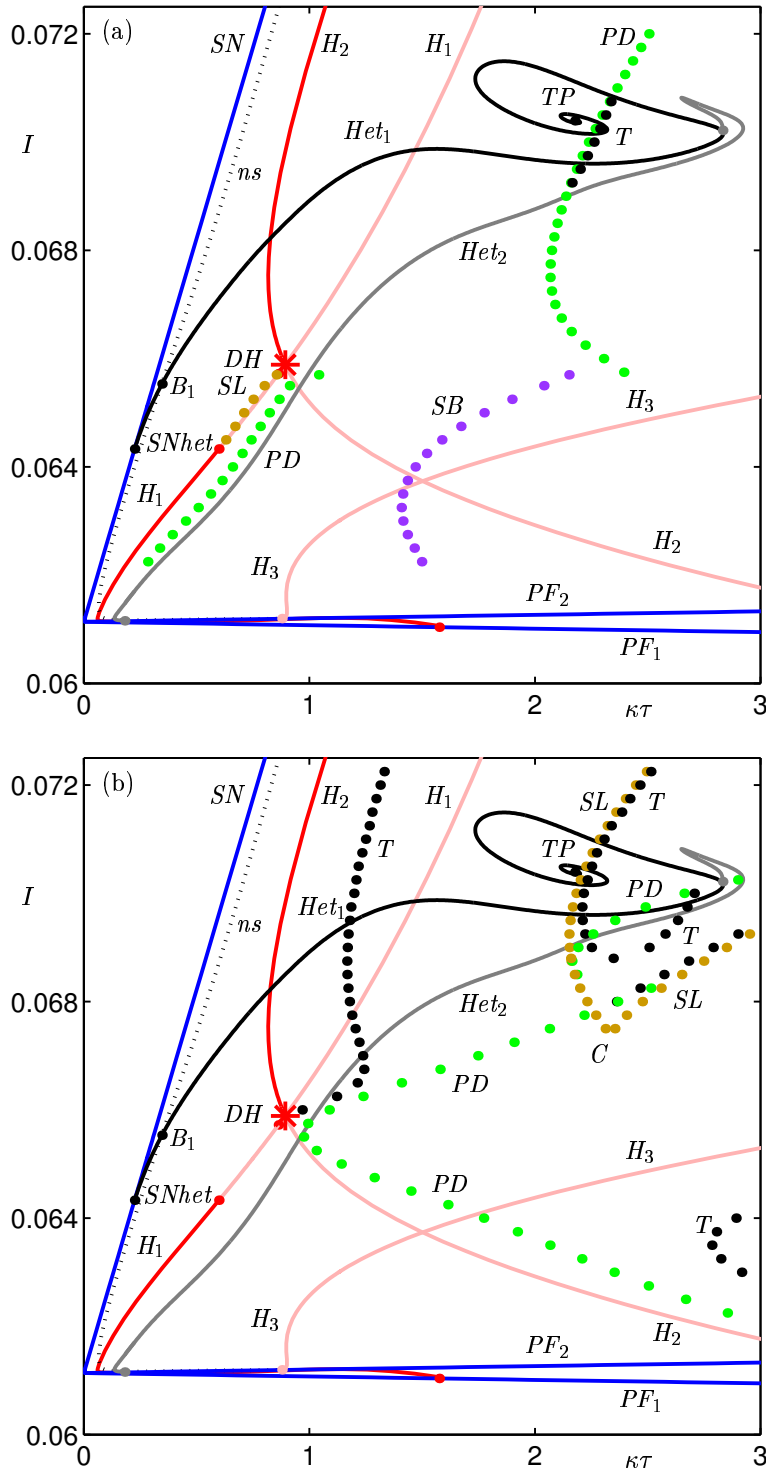 (a)
0.072
SN
H2
H1
PD
I
TP
T
Het1
ns
0.068
Het2
DH
SL
B1
SB
H3
SNhet
PD
0.064
H1
H3
H2
PF2
PF1
0.06
0
1
2
κτ
3
(b)
0.072
SN
H2
H1
SL
T
T
TP
I
Het1
PD
ns
T
0.068
Het2
SL
C
PD
DH
B1
H3
SNhet
PD
0.064
T
H1
H3
H2
PF2
PF1
0.06
0
1
2
κτ
3